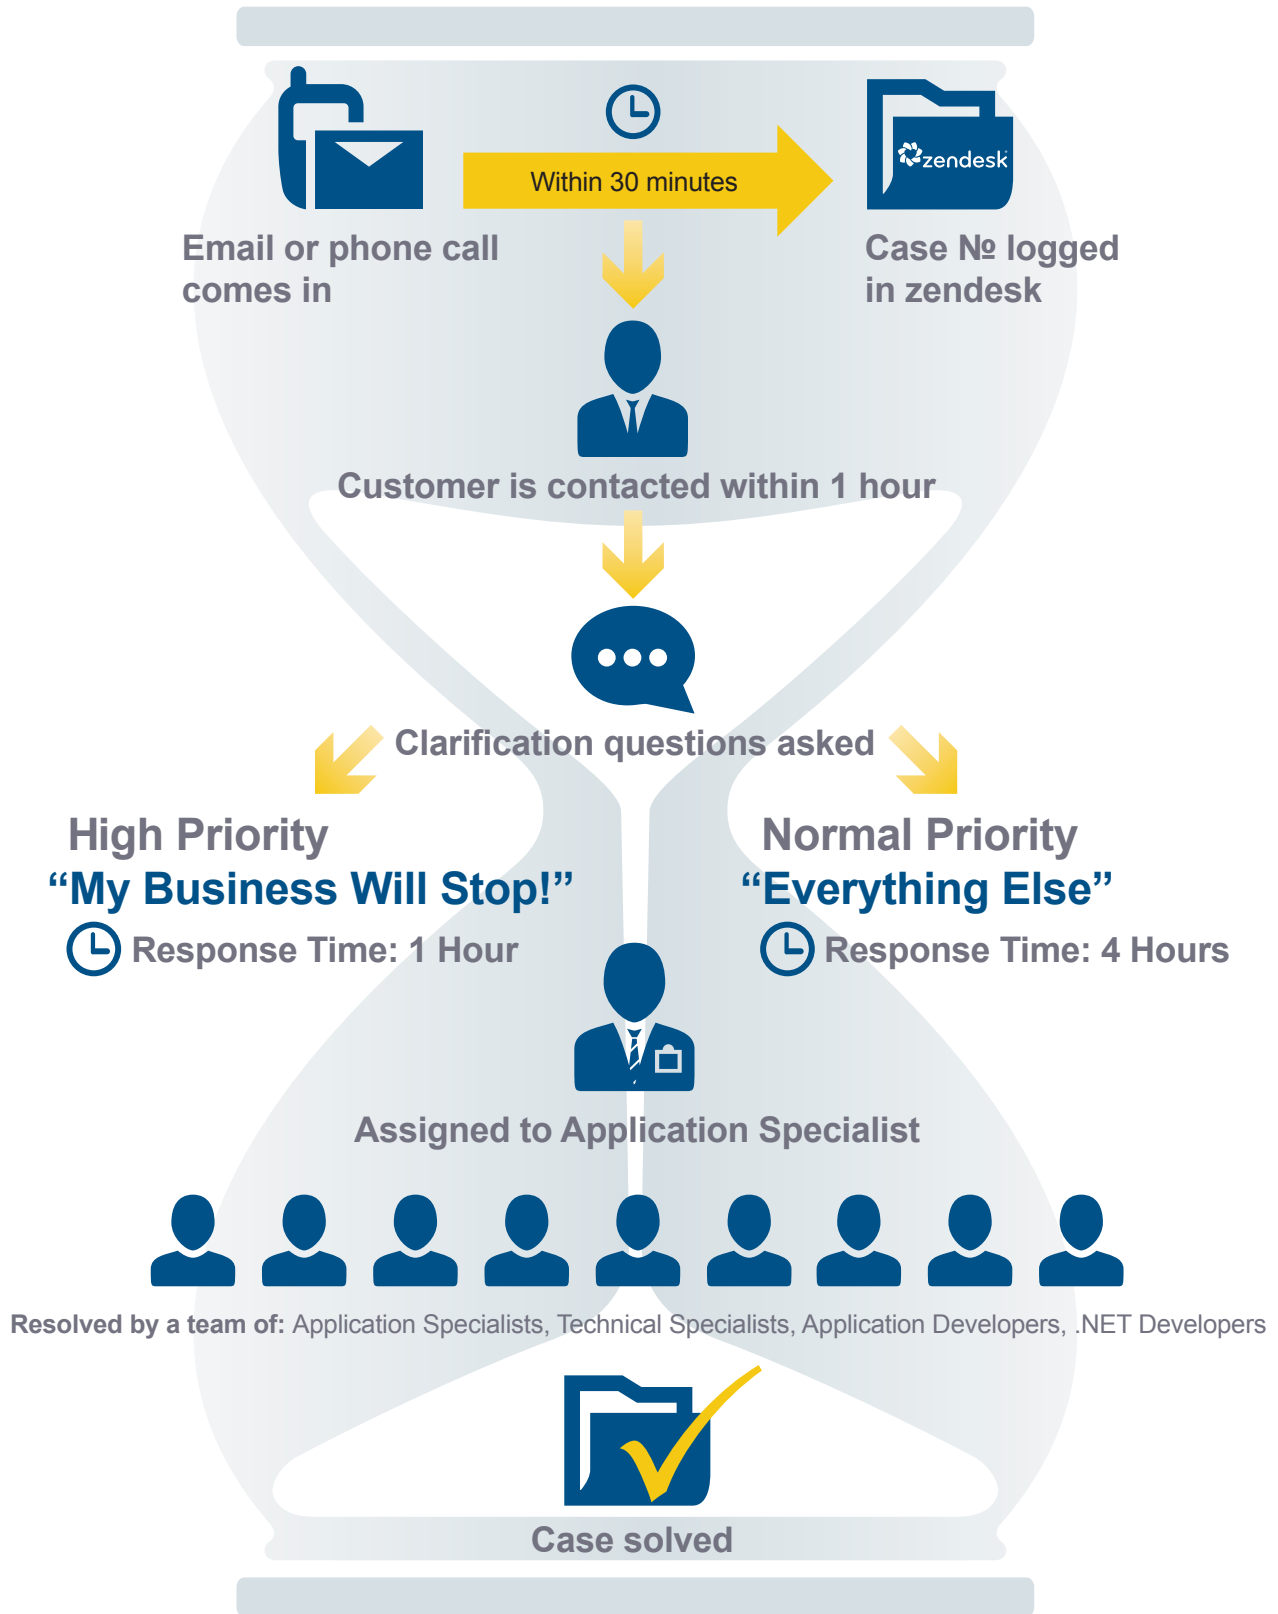 Within 30 minutes
zendesk
Email or phone call
comes in
Case № logged
in zendesk
Customer is contacted within 1 hour
Clarification questions asked
High Priority
“My Business Will Stop!”
Response Time: 1 Hour
Normal Priority
“Everything Else”
Response Time: 4 Hours
Assigned to Application Specialist
Resolved by a team of: Application Specialists, Technical Specialists, Application Developers, .NET Developers
Case solved